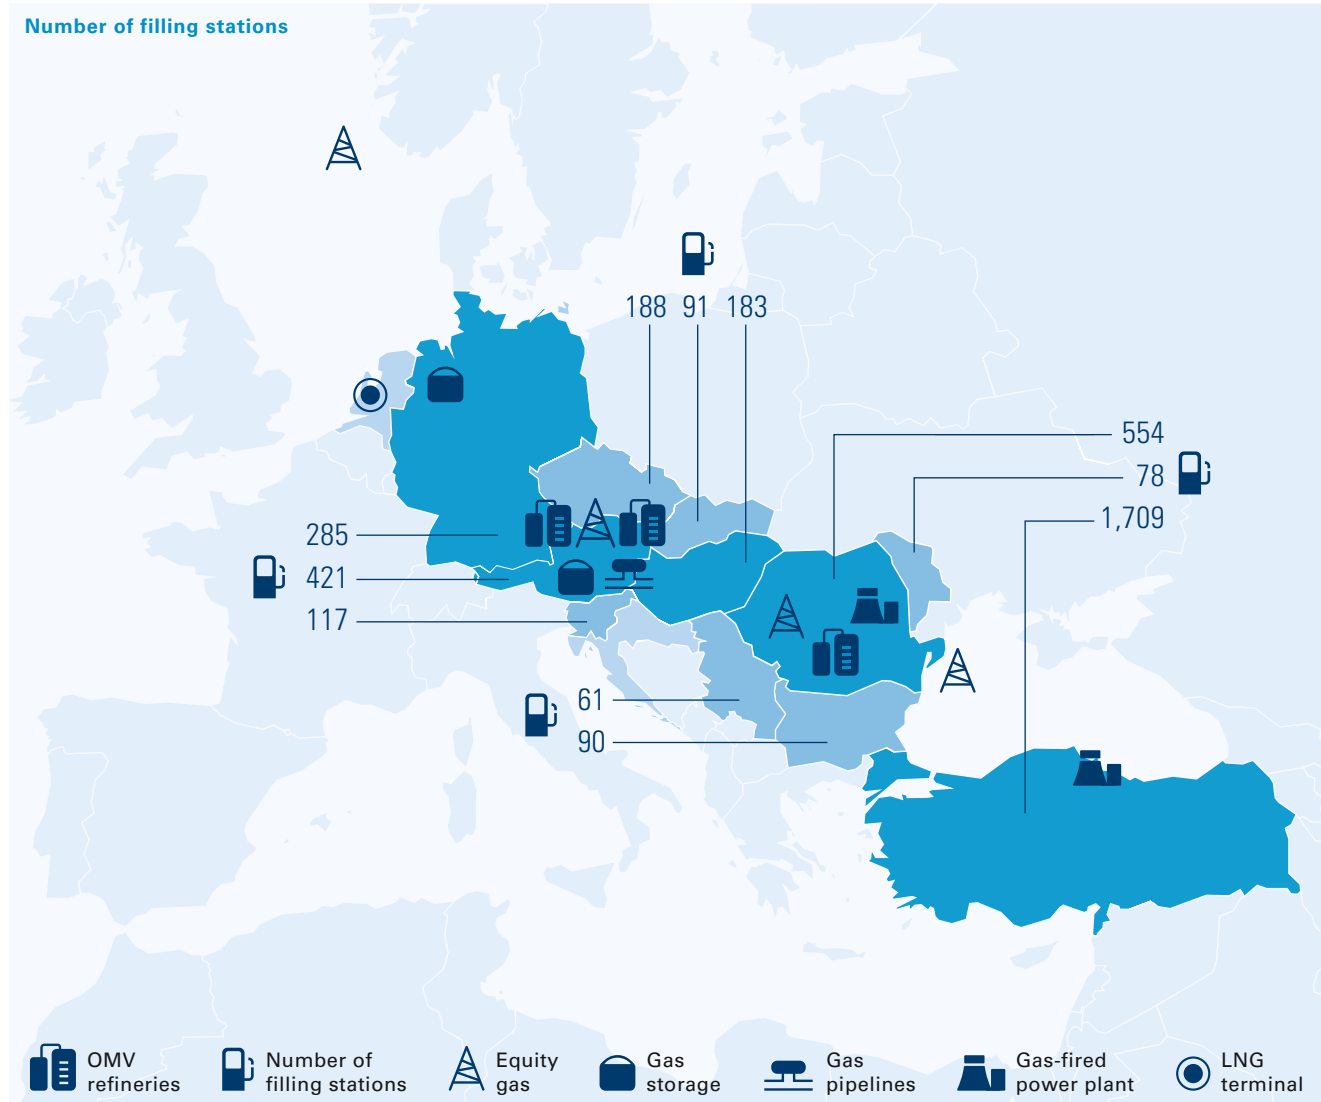 Number of filling stations
188 91 183
554
78
1,709
285
421
117
61
90
OMV
refineries
Number of
filling stations
Equity
gas
Gas
storage
Gas
pipelines
Gas-fired
power plant
LNG
terminal